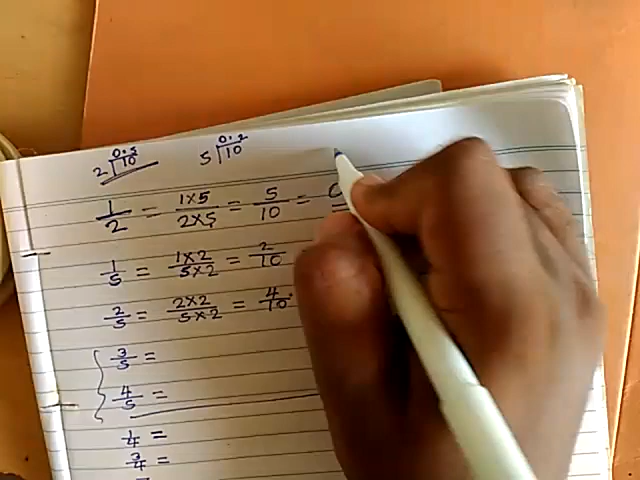 0.5 0.2
2 10 5 10
1/2 = 1×5/2×5 = 5/10 = 0
1/5 = 1×2/5×2 = 2/10
2/5 = 2×2/5×2 = 4/10
3/5 =
4/5 =
1/4 =
3/4 =